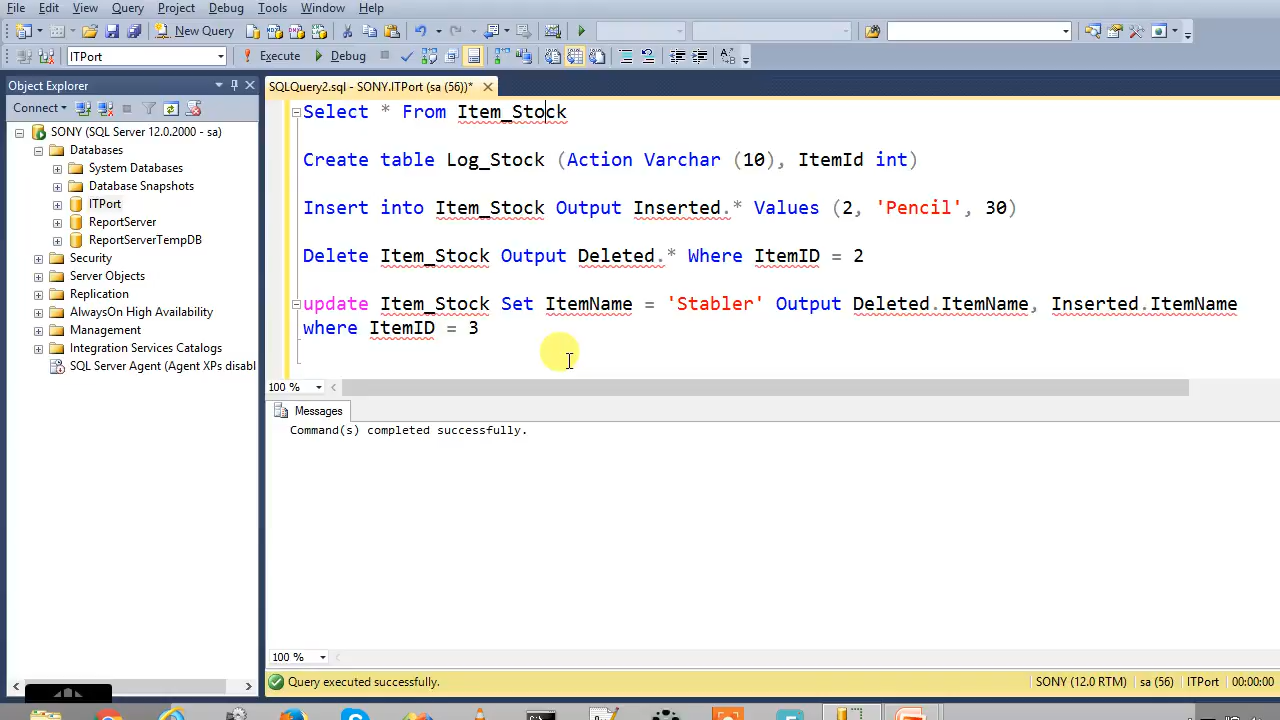 File Edit View Query Project Debug Tools Window Help
New Query
ITPort Execute Debug
Object Explorer
SQLQuery2.sql - SONY.ITPort (sa (56))*
Connect
SONY (SQL Server 12.0.2000 - sa)
Databases
System Databases
Database Snapshots
ITPort
ReportServer
ReportServerTempDB
Security
Server Objects
Replication
AlwaysOn High Availability
Management
Integration Services Catalogs
SQL Server Agent (Agent XPs disabl
Select * From Item_Stock
Create table Log_Stock (Action Varchar (10), ItemId int)
Insert into Item_Stock Output Inserted.* Values (2, 'Pencil', 30)
Delete Item_Stock Output Deleted.* Where ItemID = 2
update Item_Stock Set ItemName = 'Stabler' Output Deleted.ItemName, Inserted.ItemName
where ItemID = 3
100 %
Messages
Command(s) completed successfully.
100 %
Query executed successfully. SONY (12.0 RTM) sa (56) ITPort 00:00:00